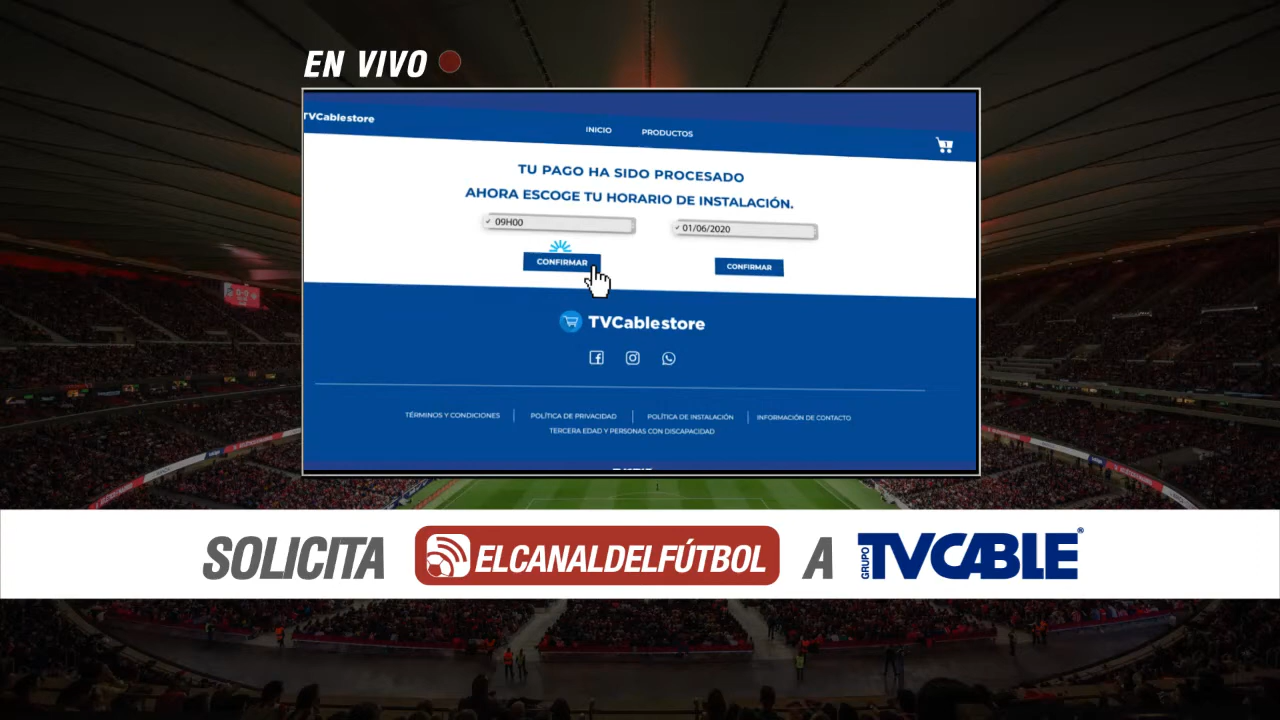 EN VIVO
TVCablestore
INICIO
PRODUCTOS
1
TU PAGO HA SIDO PROCESADO
AHORA ESCOGE TU HORARIO DE INSTALACIÓN.
✓ 09H00
✓ 01/06/2020
CONFIRMAR
CONFIRMAR
TVCablestore
TÉRMINOS Y CONDICIONES
POLÍTICA DE PRIVACIDAD
POLÍTICA DE INSTALACIÓN
INFORMACIÓN DE CONTACTO
TERCERA EDAD Y PERSONAS CON DISCAPACIDAD
SOLICITA ELCANALDELFÚTBOL A GRUPO TVCABLE®